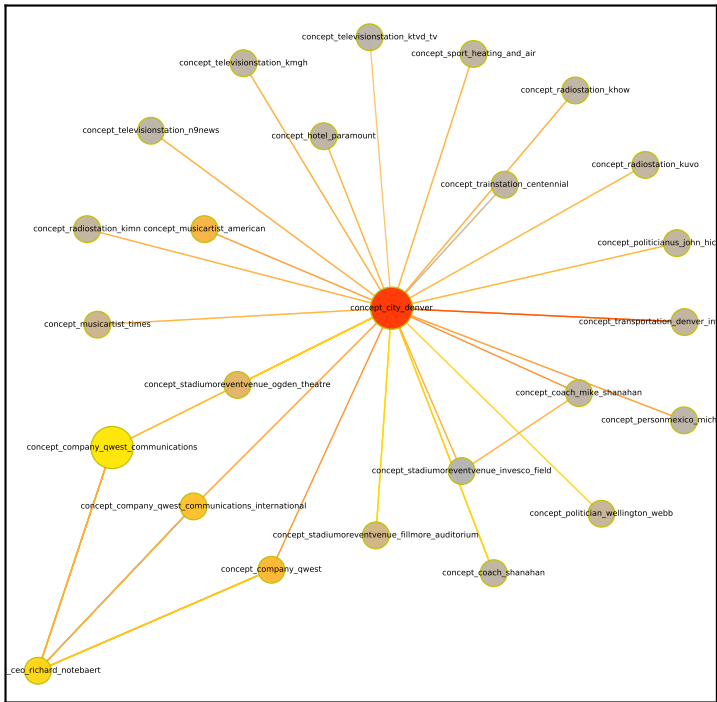 concept_televisionstation_ktvd_tv
concept_sport_heating_and_air
concept_televisionstation_kmgh
concept_radiostation_khow
concept_televisionstation_n9news
concept_hotel_paramount
concept_radiostation_kuvo
concept_trainstation_centennial
concept_radiostation_kimn
concept_musicartist_american
concept_politicianus_john_hic
concept_city_denver
concept_musicartist_times
concept_transportation_denver_in
concept_stadiumoreventvenue_ogden_theatre
concept_coach_mike_shanahan
concept_personmexico_mich
concept_company_qwest_communications
concept_stadiumoreventvenue_invesco_field
concept_company_qwest_communications_international
concept_politician_wellington_webb
concept_stadiumoreventvenue_fillmore_auditorium
concept_company_qwest
concept_coach_shanahan
_ceo_richard_notebaert